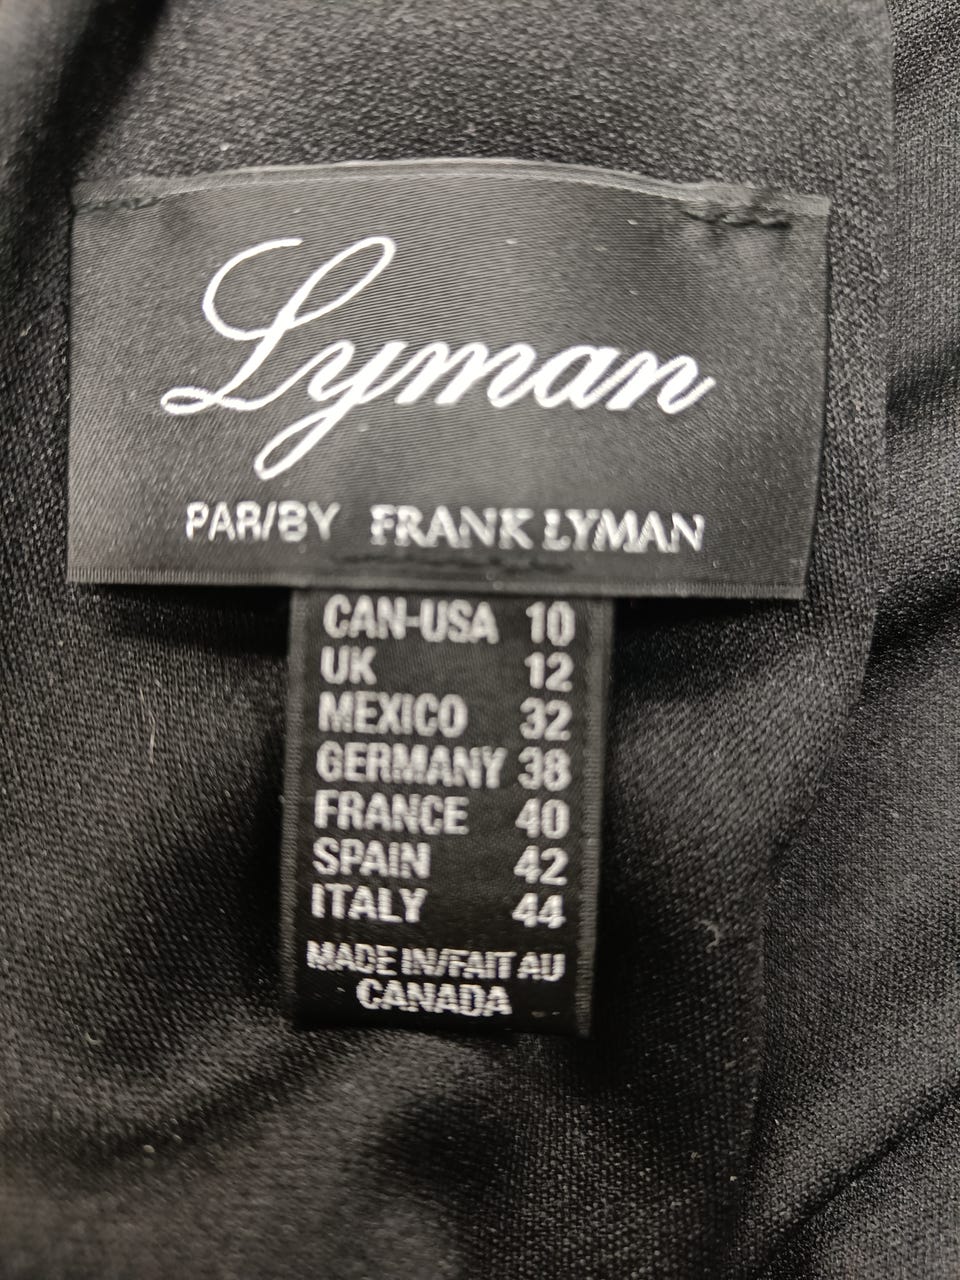 Lyman
PAR/BY FRANK LYMAN
CAN-USA 10
UK 12
MEXICO 32
GERMANY 38
FRANCE 40
SPAIN 42
ITALY 44
MADE IN/FAIT AU
CANADA